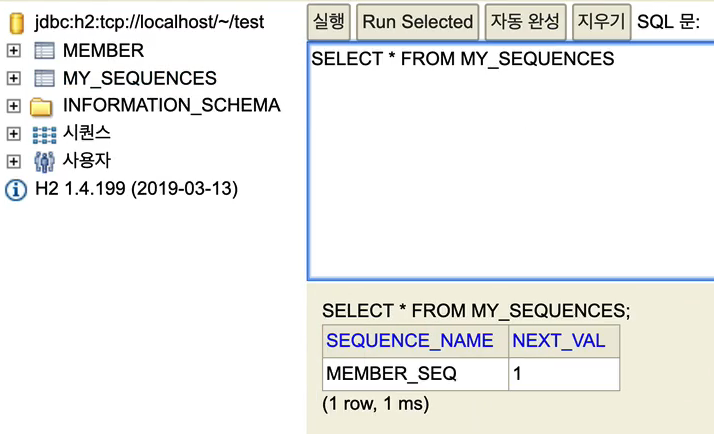 jdbc:h2:tcp://localhost/~/test
MEMBER
MY_SEQUENCES
INFORMATION_SCHEMA
시퀀스
사용자
H2 1.4.199 (2019-03-13)
실행 Run Selected 자동 완성 지우기 SQL 문:
SELECT * FROM MY_SEQUENCES
SELECT * FROM MY_SEQUENCES;
SEQUENCE_NAME NEXT_VAL
MEMBER_SEQ 1
(1 row, 1 ms)